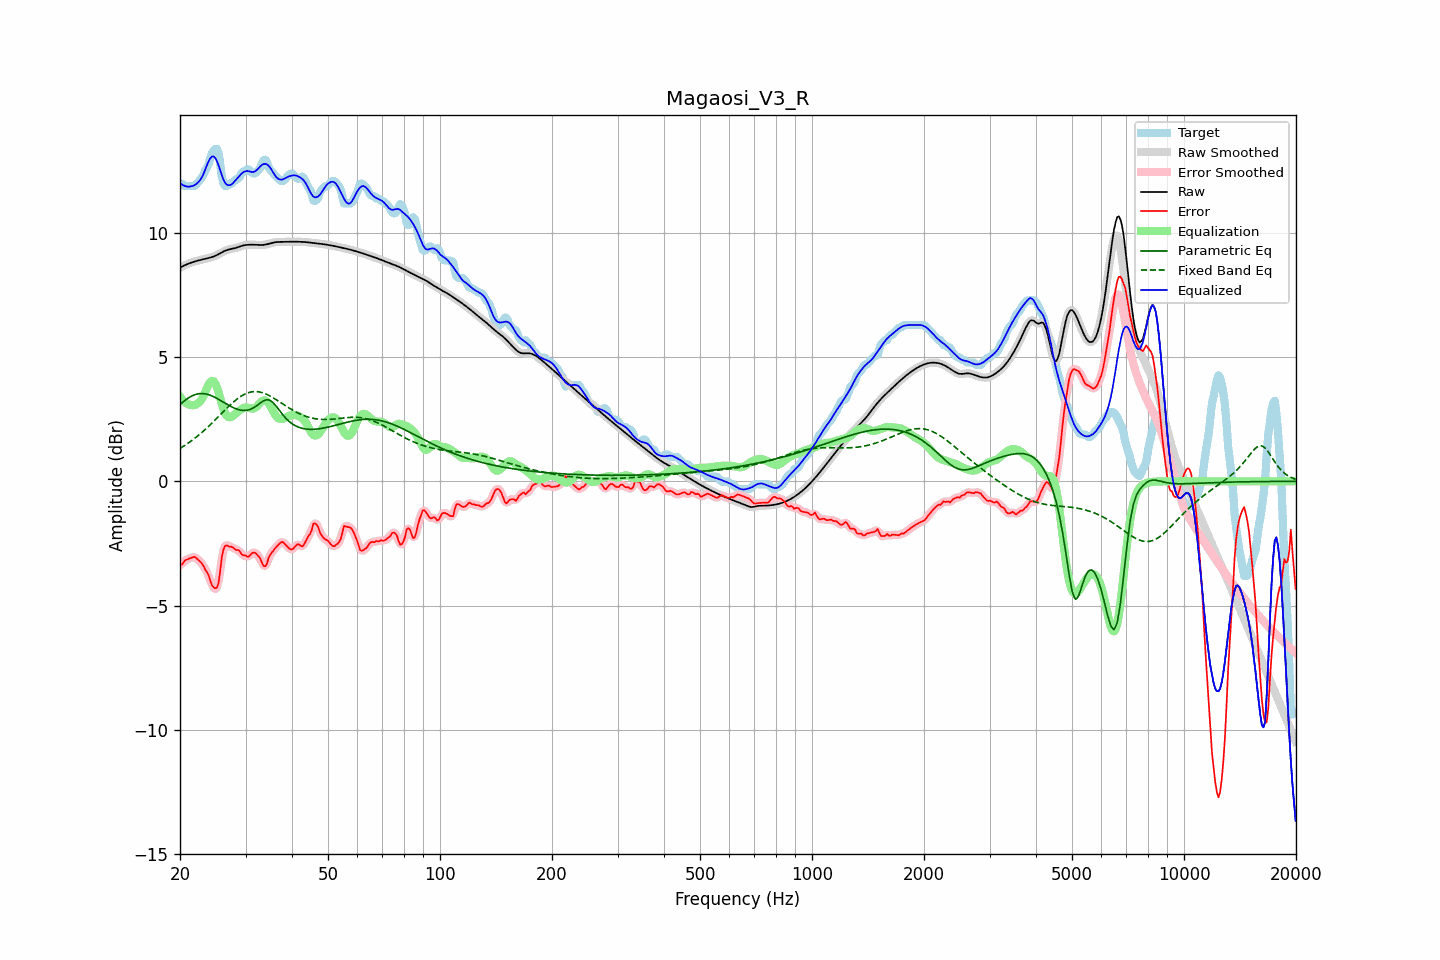 Magaosi_V3_R
Target
Raw Smoothed
Error Smoothed
Raw
Error
Equalization
Parametric Eq
Fixed Band Eq
Equalized
Amplitude (dBr)
10
5
0
−5
−10
−15
20 50 100 200 500 1000 2000 5000 10000 20000
Frequency (Hz)